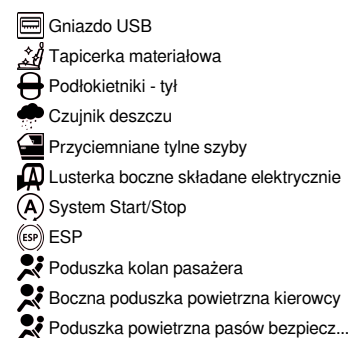 Gniazdo USB
Tapicerka materiałowa
Podłokietniki - tył
Czujnik deszczu
Przyciemniane tylne szyby
Lusterka boczne składane elektrycznie
A System Start/Stop
ESP ESP
Poduszka kolan pasażera
Boczna poduszka powietrzna kierowcy
Poduszka powietrzna pasów bezpiecz...